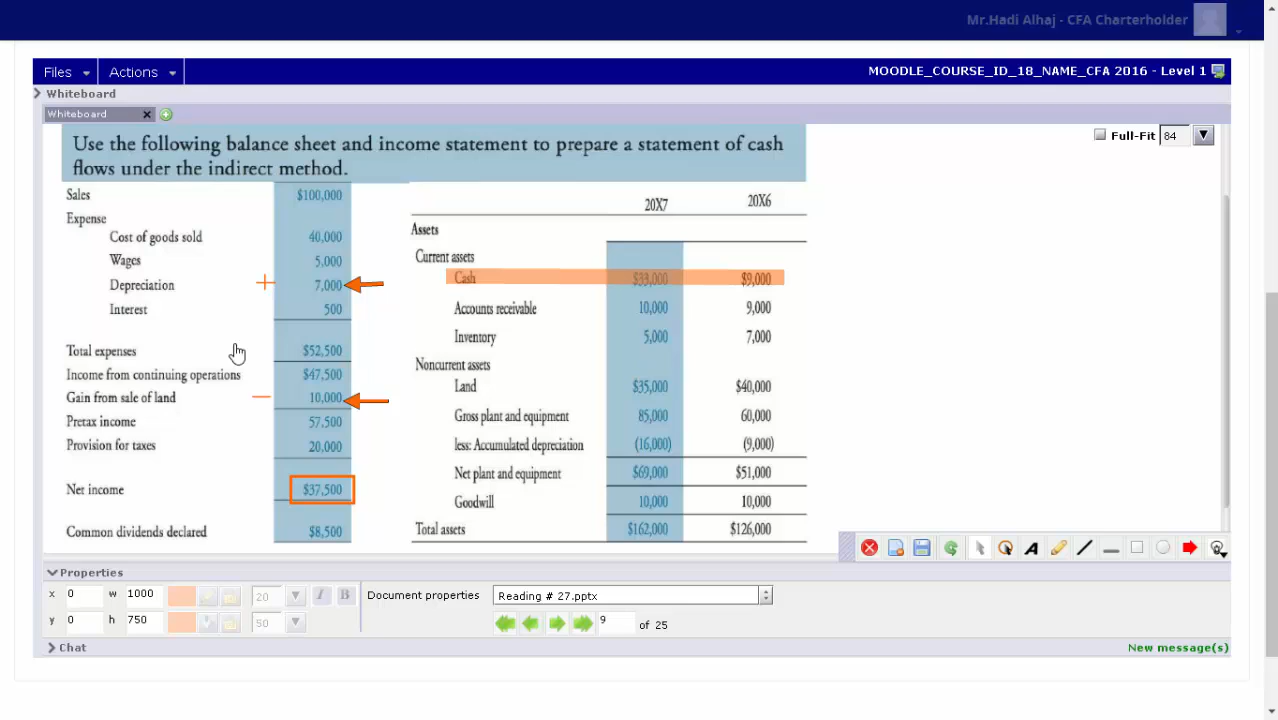 Mr.Hadi Alhaj - CFA Charterholder
Files Actions MOODLE_COURSE_ID_18_NAME_CFA 2016 - Level 1
Whiteboard
Whiteboard
Full-Fit 84
Use the following balance sheet and income statement to prepare a statement of cash
flows under the indirect method.
Sales $100,000
Expense
Cost of goods sold 40,000
Wages 5,000
Depreciation + 7,000
Interest 500
Total expenses $52,500
Income from continuing operations $47,500
Gain from sale of land — 10,000
Pretax income 57,500
Provision for taxes 20,000
Net income $37,500
Common dividends declared $8,500
20X7 20X6
Assets
Current assets
Cash $33,000 $9,000
Accounts receivable 10,000 9,000
Inventory 5,000 7,000
Noncurrent assets
Land $35,000 $40,000
Gross plant and equipment 85,000 60,000
less: Accumulated depreciation (16,000) (9,000)
Net plant and equipment $69,000 $51,000
Goodwill 10,000 10,000
Total assets $162,000 $126,000
A
Properties
x 0 w 1000 20 I B Document properties Reading # 27.pptx
y 0 h 750 50 9 of 25
Chat New message(s)